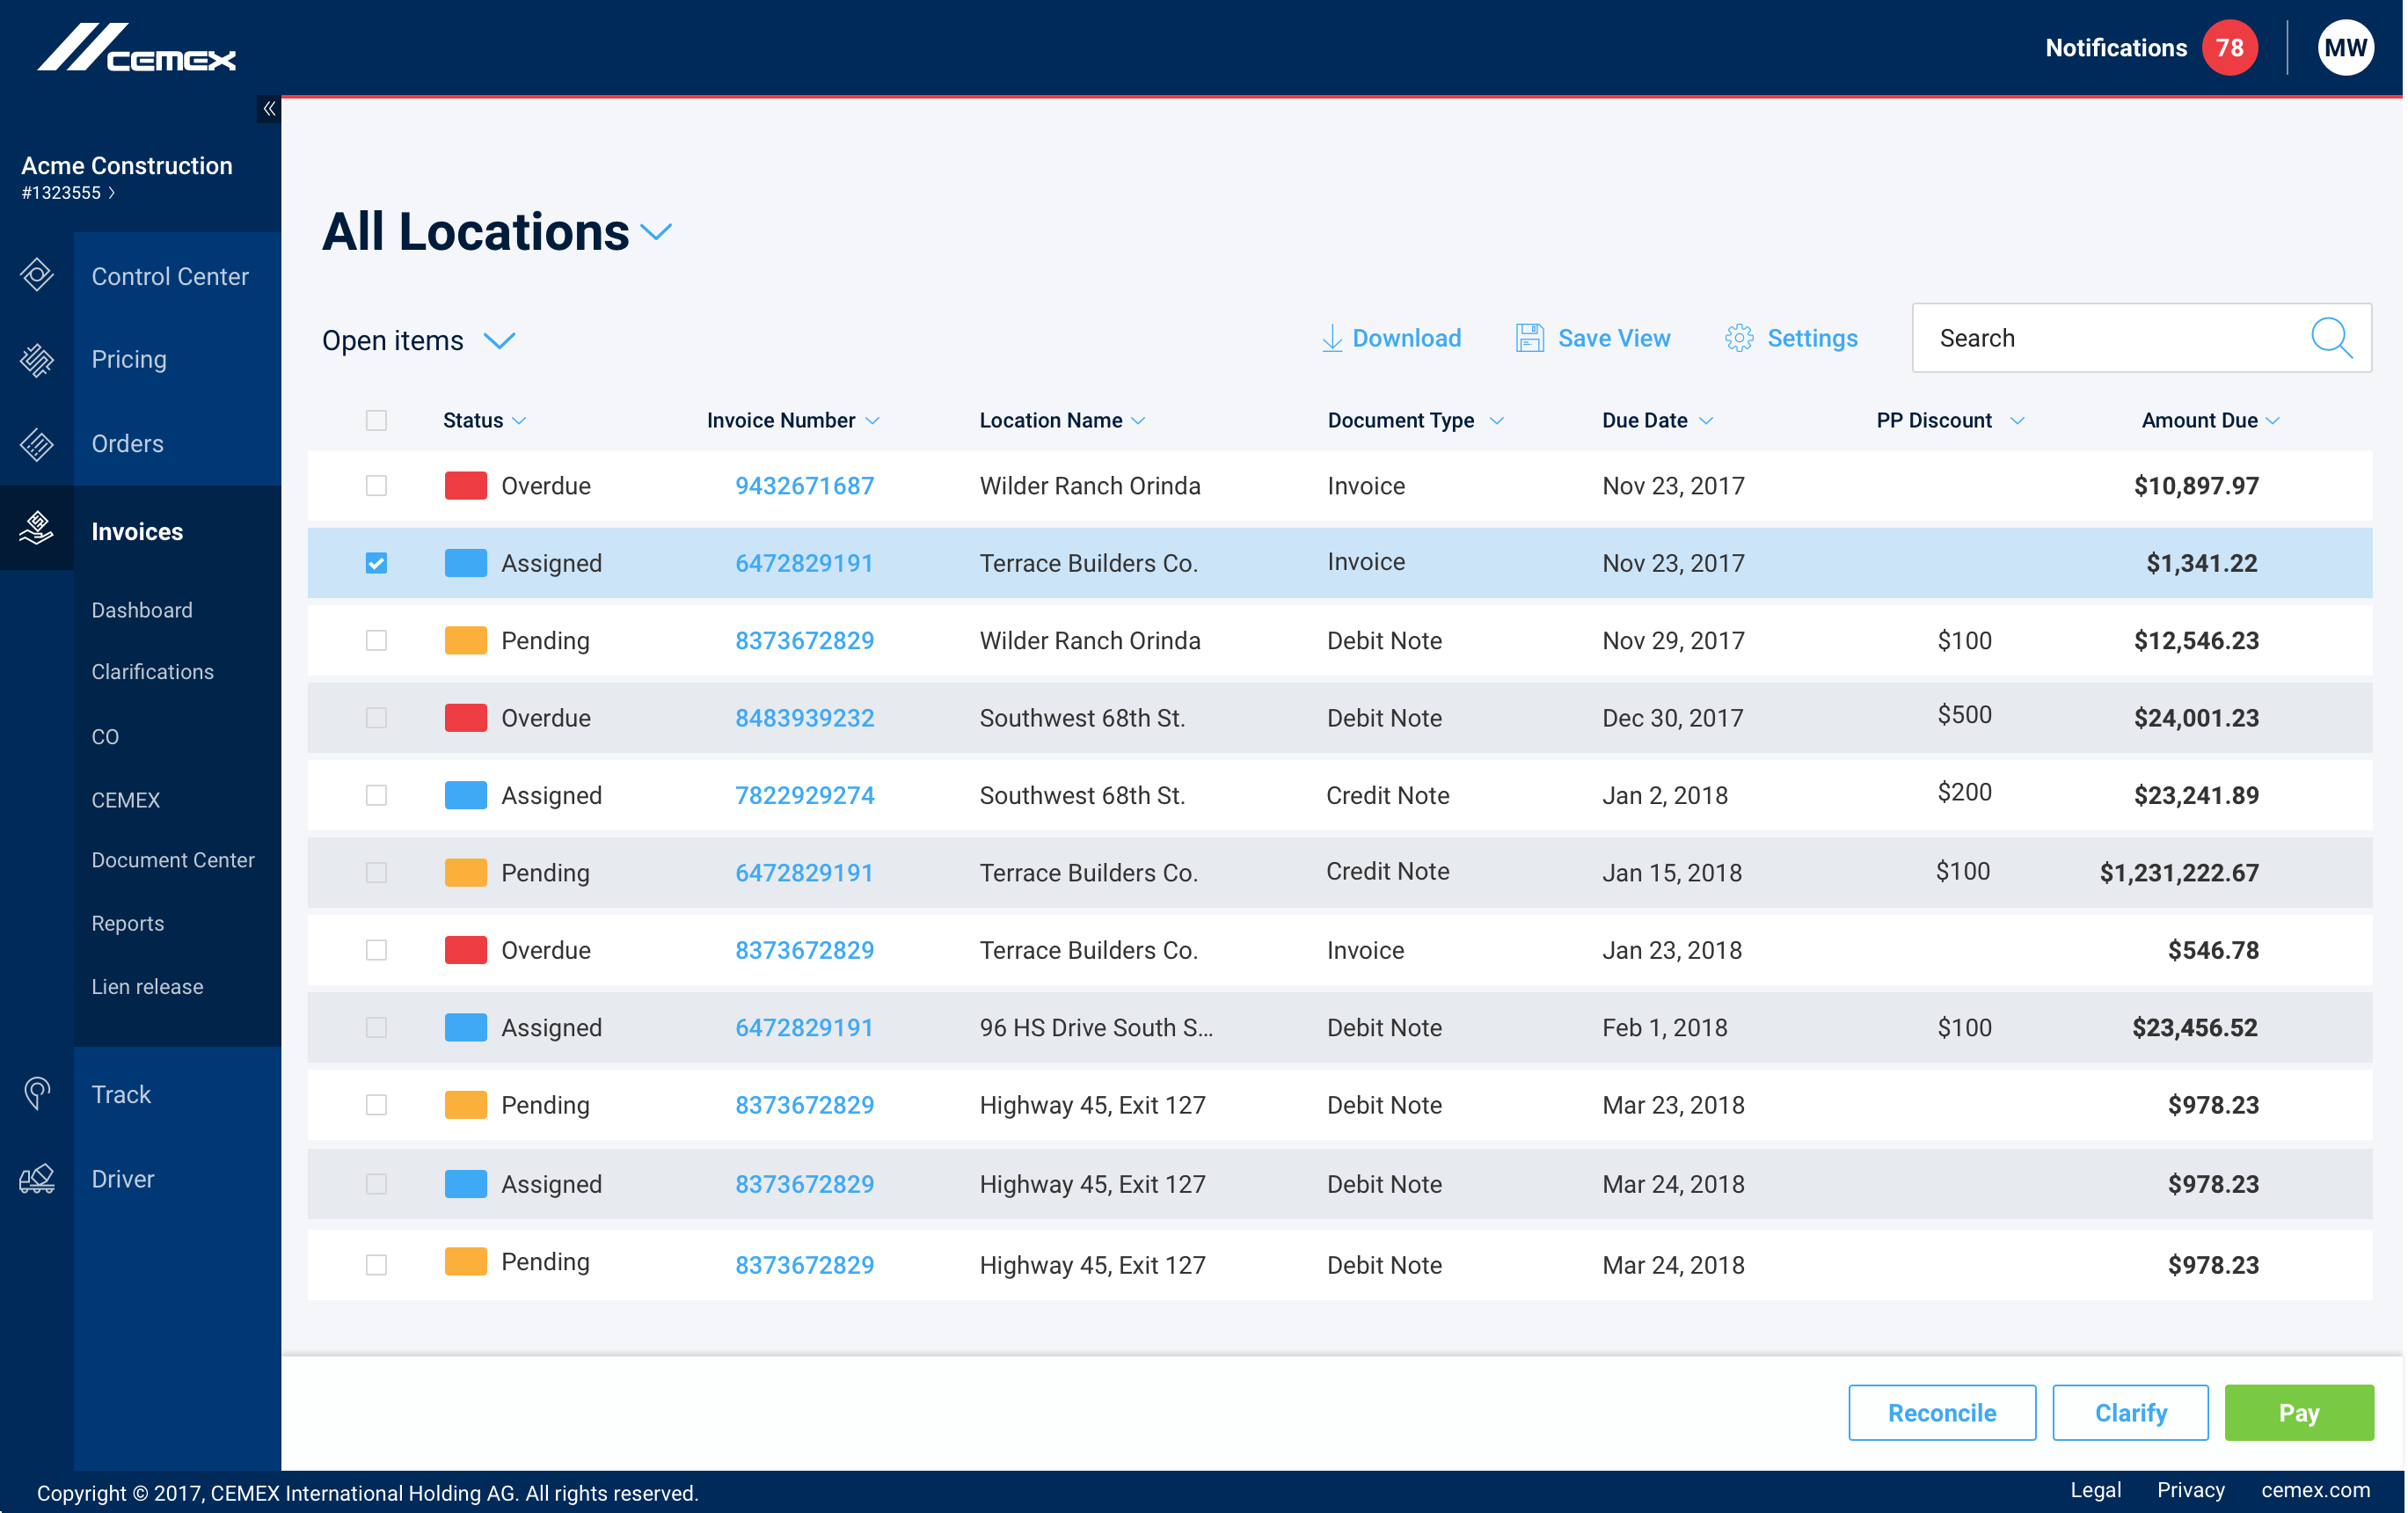 CEMEX
Notifications 78 MW
Acme Construction
#1323555
Control Center
Pricing
Orders
Invoices
Dashboard
Clarifications
CO
CEMEX
Document Center
Reports
Lien release
Track
Driver
All Locations
Open items Download Save View Settings Search
Status Invoice Number Location Name Document Type Due Date PP Discount Amount Due
Overdue 9432671687 Wilder Ranch Orinda Invoice Nov 23, 2017 $10,897.97
Assigned 6472829191 Terrace Builders Co. Invoice Nov 23, 2017 $1,341.22
Pending 8373672829 Wilder Ranch Orinda Debit Note Nov 29, 2017 $100 $12,546.23
Overdue 8483939232 Southwest 68th St. Debit Note Dec 30, 2017 $500 $24,001.23
Assigned 7822929274 Southwest 68th St. Credit Note Jan 2, 2018 $200 $23,241.89
Pending 6472829191 Terrace Builders Co. Credit Note Jan 15, 2018 $100 $1,231,222.67
Overdue 8373672829 Terrace Builders Co. Invoice Jan 23, 2018 $546.78
Assigned 6472829191 96 HS Drive South S... Debit Note Feb 1, 2018 $100 $23,456.52
Pending 8373672829 Highway 45, Exit 127 Debit Note Mar 23, 2018 $978.23
Assigned 8373672829 Highway 45, Exit 127 Debit Note Mar 24, 2018 $978.23
Pending 8373672829 Highway 45, Exit 127 Debit Note Mar 24, 2018 $978.23
Reconcile Clarify Pay
Copyright © 2017, CEMEX International Holding AG. All rights reserved. Legal Privacy cemex.com